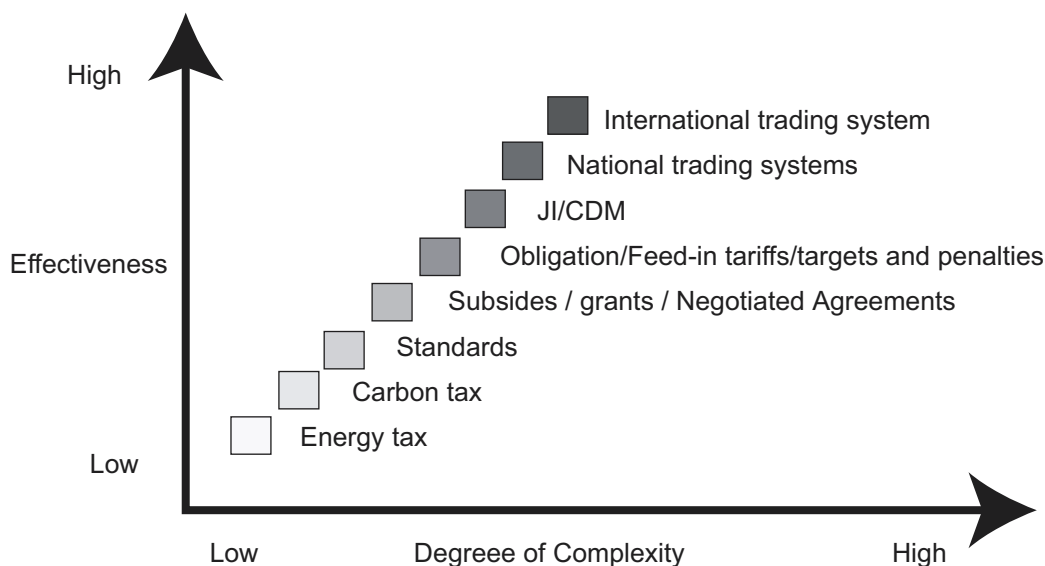 High
International trading system
National trading systems
JI/CDM
Obligation/Feed-in tariffs/targets and penalties
Effectiveness
Subsides / grants / Negotiated Agreements
Standards
Carbon tax
Energy tax
Low
Low
Degreee of Complexity
High